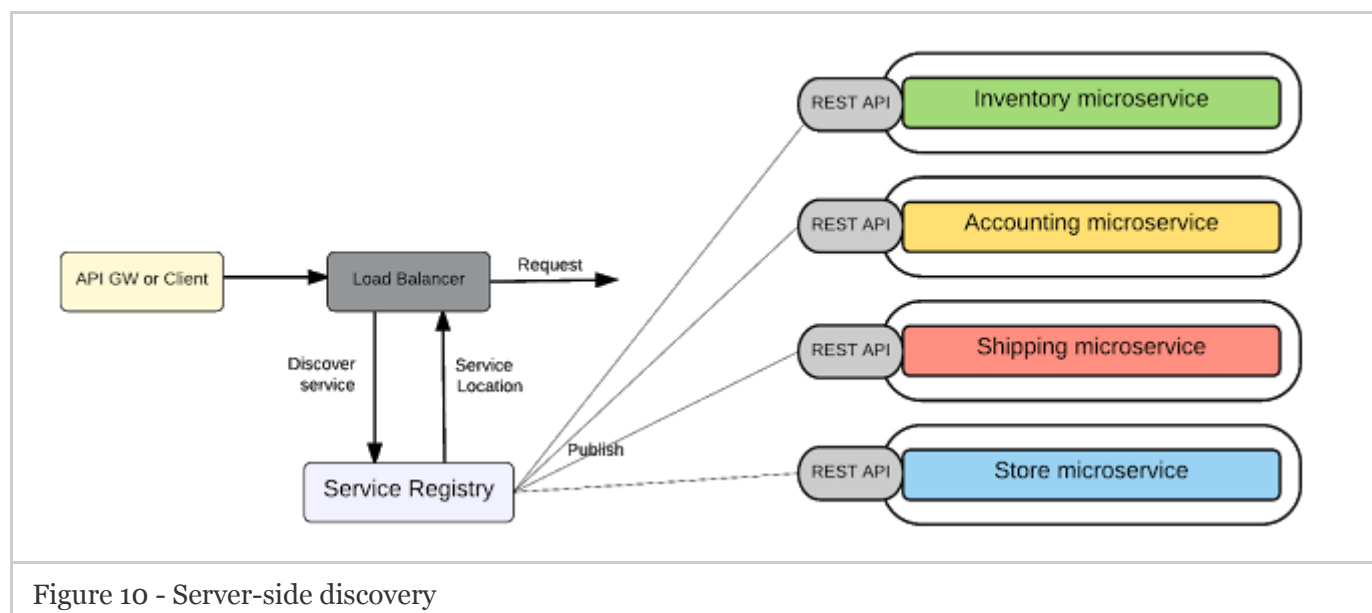 REST API
Inventory microservice
REST API
Accounting microservice
API GW or Client
Load Balancer
Request
REST API
Shipping microservice
Discover
service
Service
Location
Publish
Service Registry
REST API
Store microservice
Figure 10 - Server-side discovery